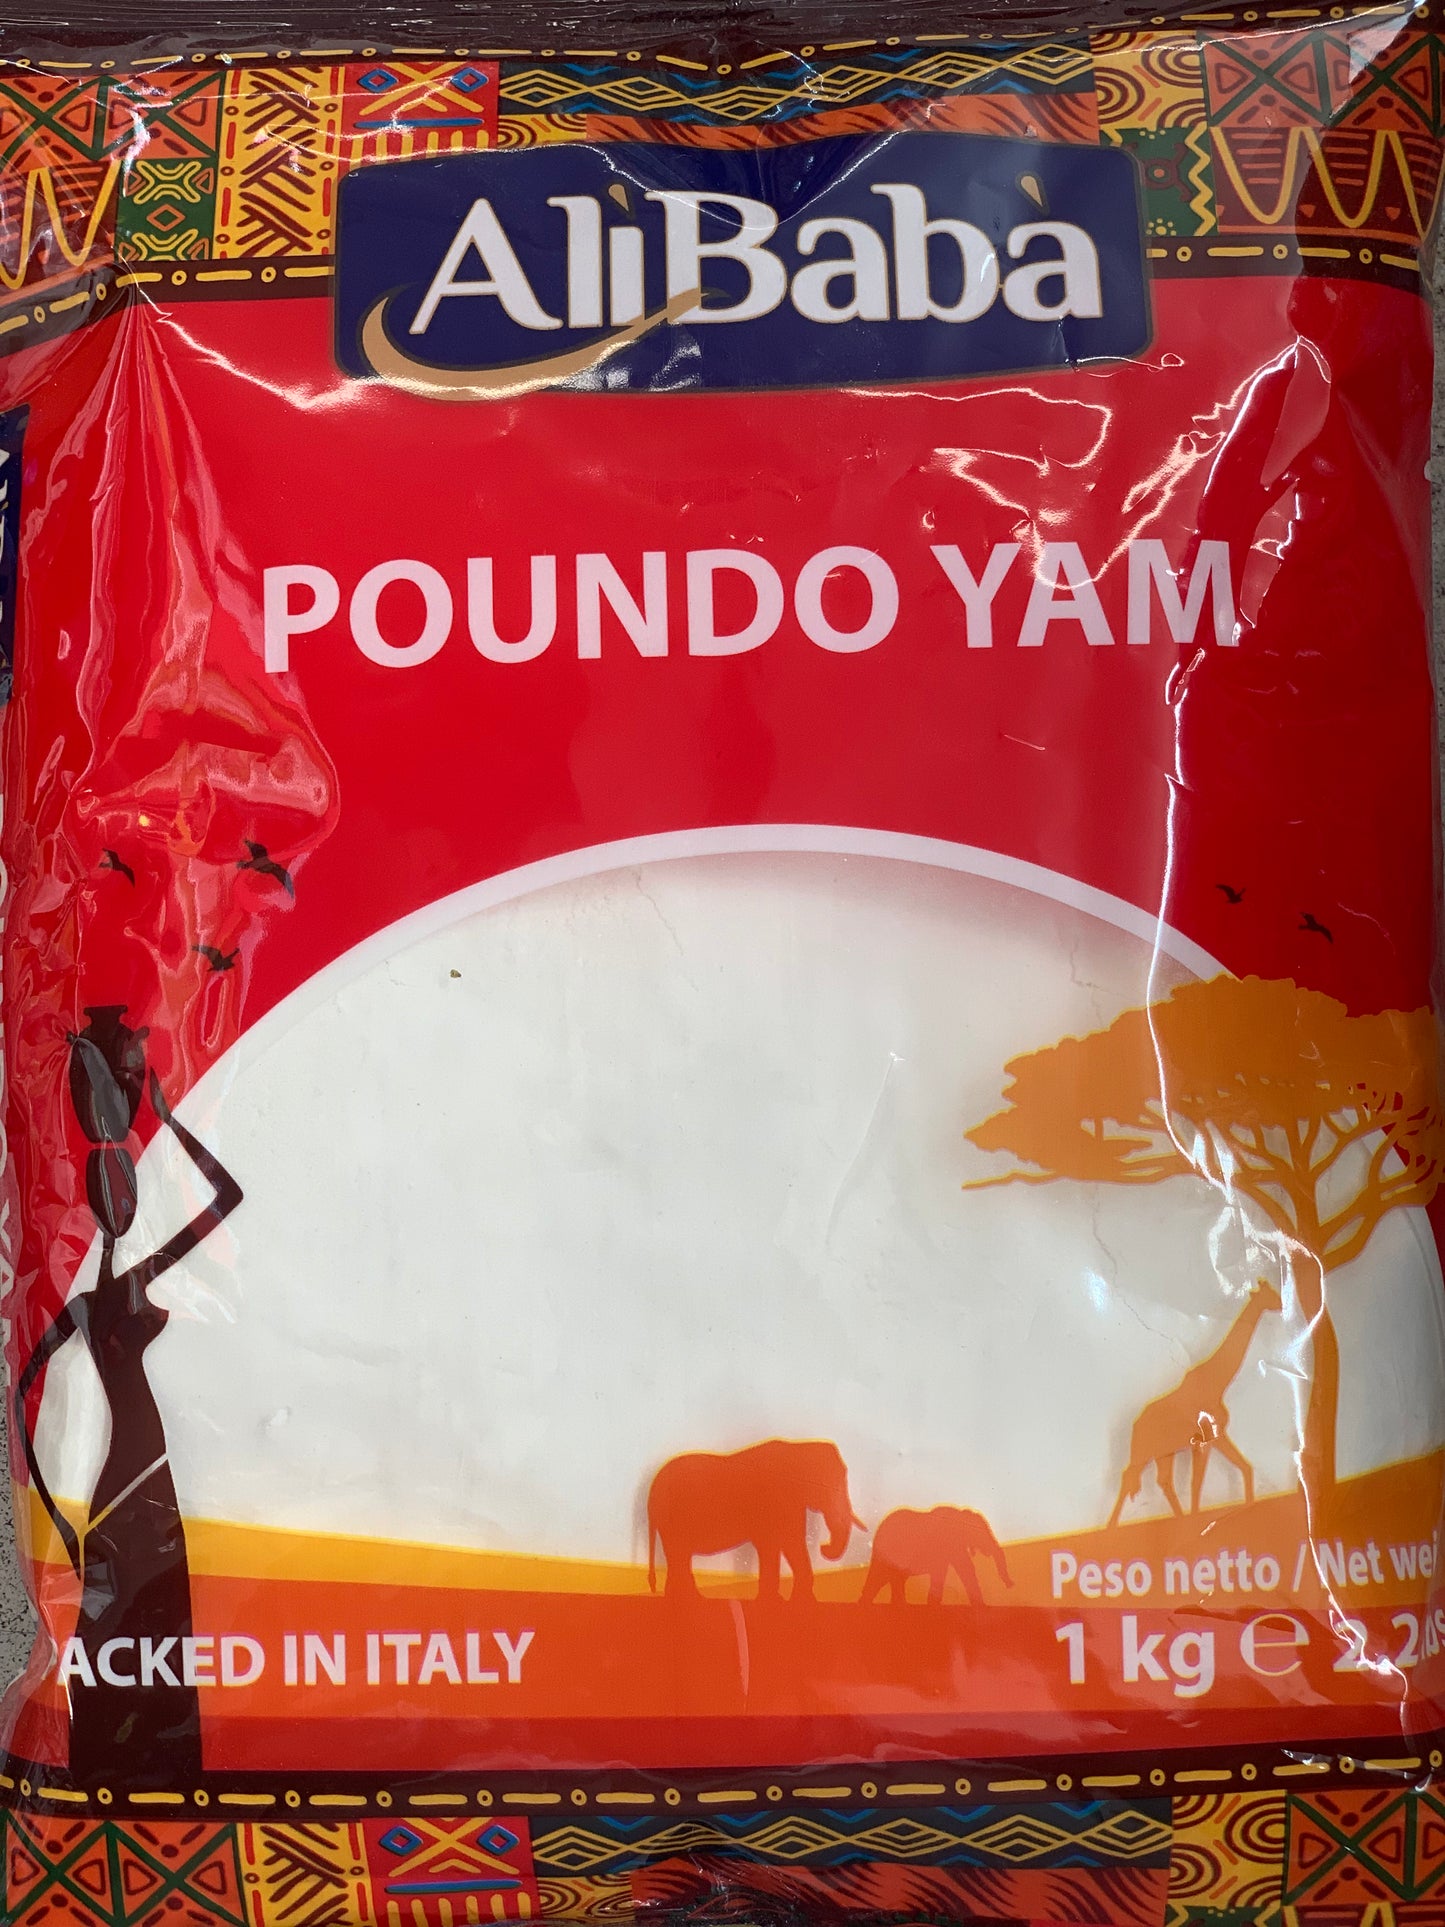 AliBaba
POUNDO YAM
Peso netto / Net wei
1 kg e 2.2
ACKED IN ITALY